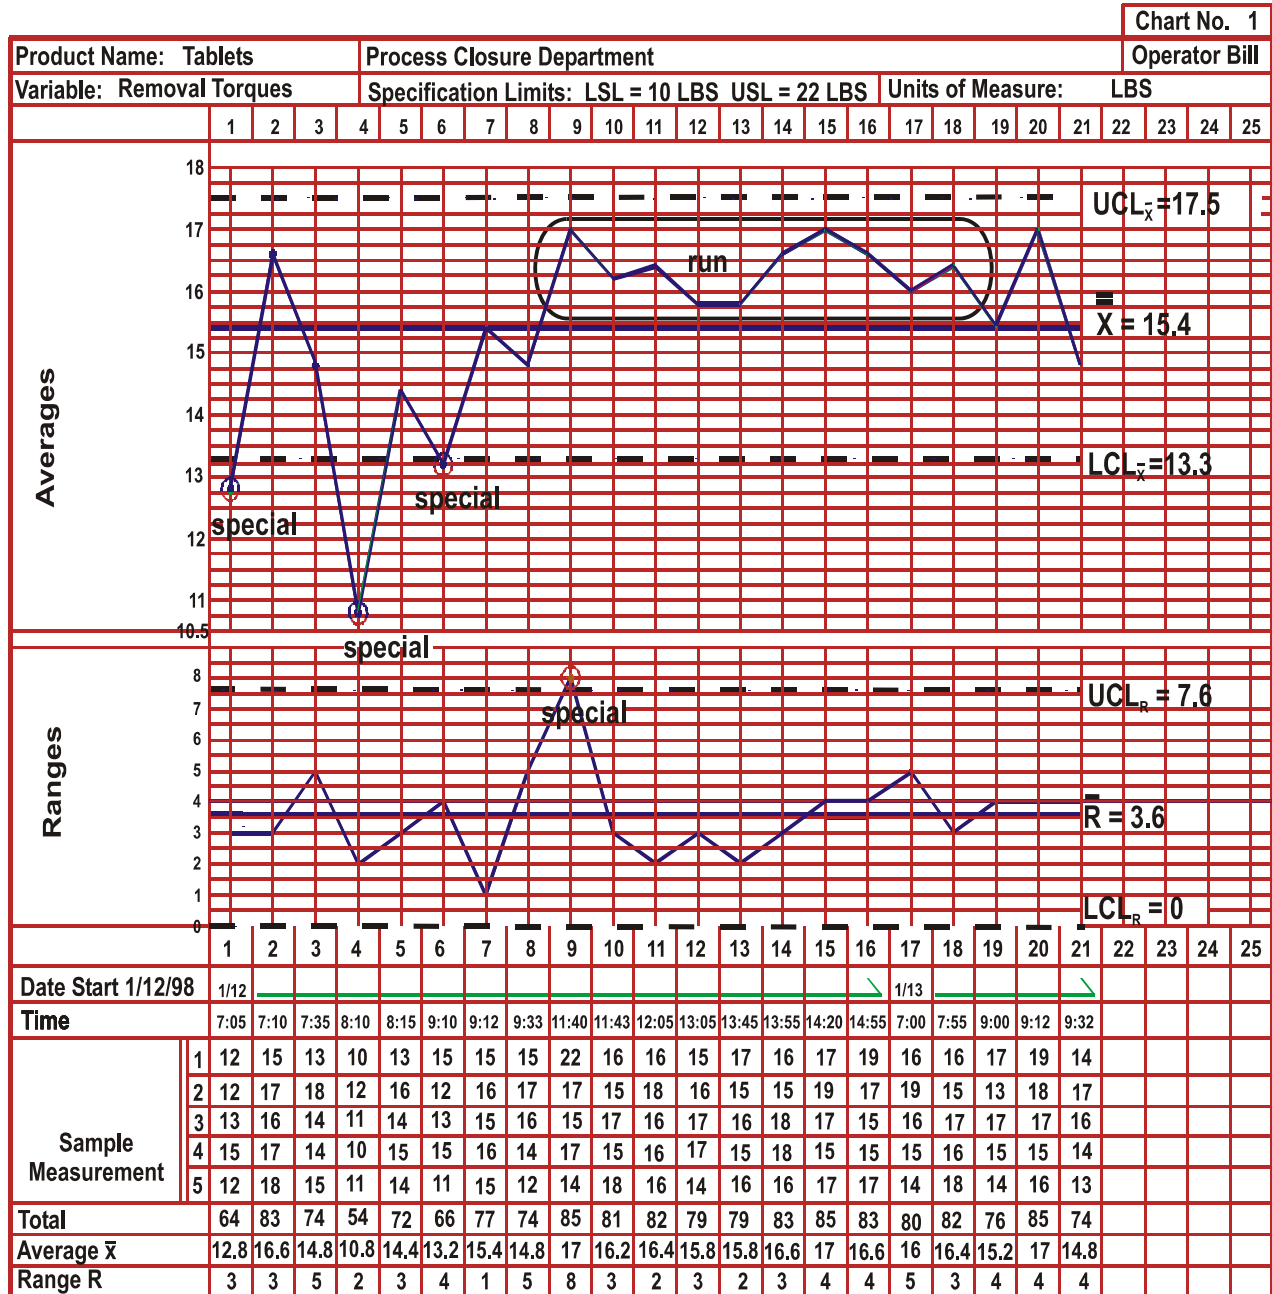 Chart No. 1
Product Name: Tablets Process Closure Department Operator Bill
Variable: Removal Torques Specification Limits: LSL = 10 LBS USL = 22 LBS Units of Measure: LBS
1 2 3 4 5 6 7 8 9 10 11 12 13 14 15 16 17 18 19 20 21 22 23 24 25
Averages
18
UCL_x̄ =17.5
17
run
16
X̿ = 15.4
15
14
LCL_x̄ =13.3
13
special
special
12
11
10.5
special
Ranges
8
UCL_R = 7.6
7
special
6
5
4
R̄ = 3.6
3
2
1
LCL_R = 0
0
1 2 3 4 5 6 7 8 9 10 11 12 13 14 15 16 17 18 19 20 21 22 23 24 25
Date Start 1/12/98 1/12 1/13
Time 7:05 7:10 7:35 8:10 8:15 9:10 9:12 9:33 11:40 11:43 12:05 13:05 13:45 13:55 14:20 14:55 7:00 7:55 9:00 9:12 9:32
Sample Measurement
1 12 15 13 10 13 15 15 15 22 16 16 15 17 16 17 19 16 16 17 19 14
2 12 17 18 12 16 12 16 17 17 15 18 16 15 15 19 17 19 15 13 18 17
3 13 16 14 11 14 13 15 16 15 17 16 17 16 18 17 15 16 17 17 17 16
4 15 17 14 10 15 15 16 14 17 15 16 17 15 18 15 15 15 16 15 15 14
5 12 18 15 11 14 11 15 12 14 18 16 14 16 16 17 17 14 18 14 16 13
Total 64 83 74 54 72 66 77 74 85 81 82 79 79 83 85 83 80 82 76 85 74
Average x̄ 12.8 16.6 14.8 10.8 14.4 13.2 15.4 14.8 17 16.2 16.4 15.8 15.8 16.6 17 16.6 16 16.4 15.2 17 14.8
Range R 3 3 5 2 3 4 1 5 8 3 2 3 2 3 4 4 5 3 4 4 4